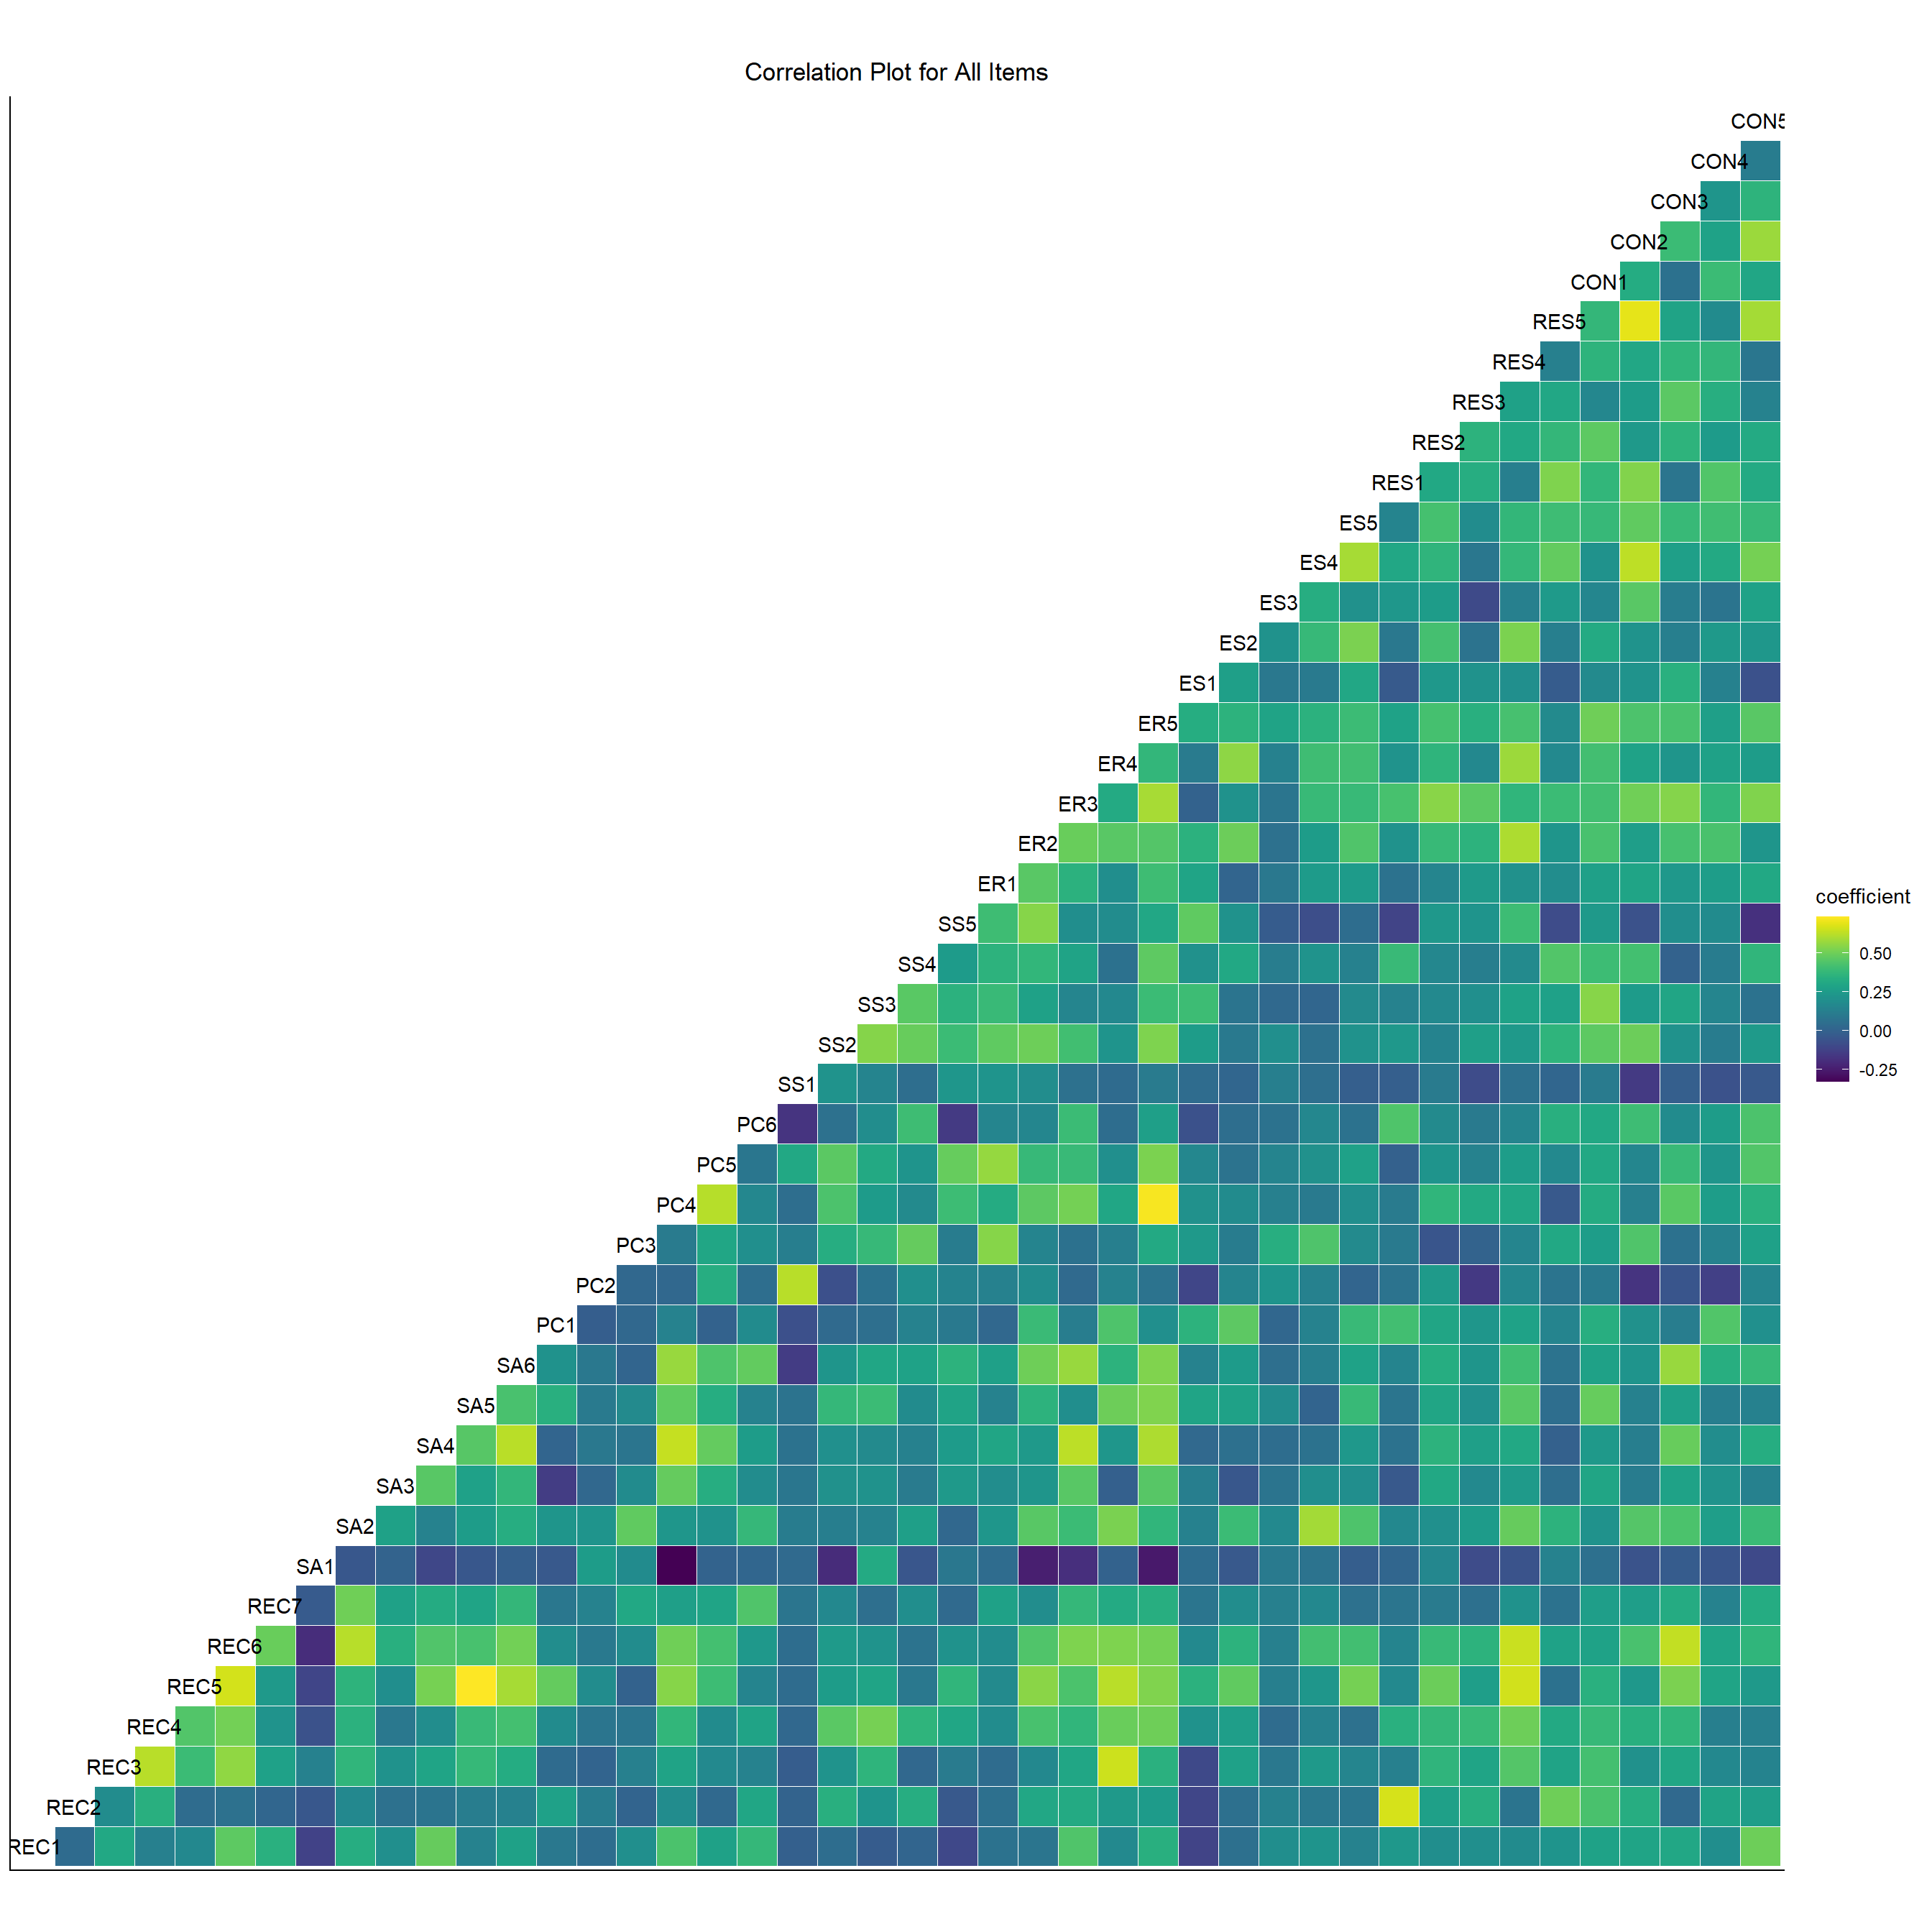 Correlation Plot for All Items
CON5
CON4
CON3
CON2
CON1
RES5
RES4
RES3
RES2
RES1
ES5
ES4
ES3
ES2
ES1
ER5
ER4
ER3
ER2
ER1
coefficient
SS5
0.50
SS4
0.25
SS3
0.00
SS2
-0.25
SS1
PC6
PC5
PC4
PC3
PC2
PC1
SA6
SA5
SA4
SA3
SA2
SA1
REC7
REC6
REC5
REC4
REC3
REC2
REC1